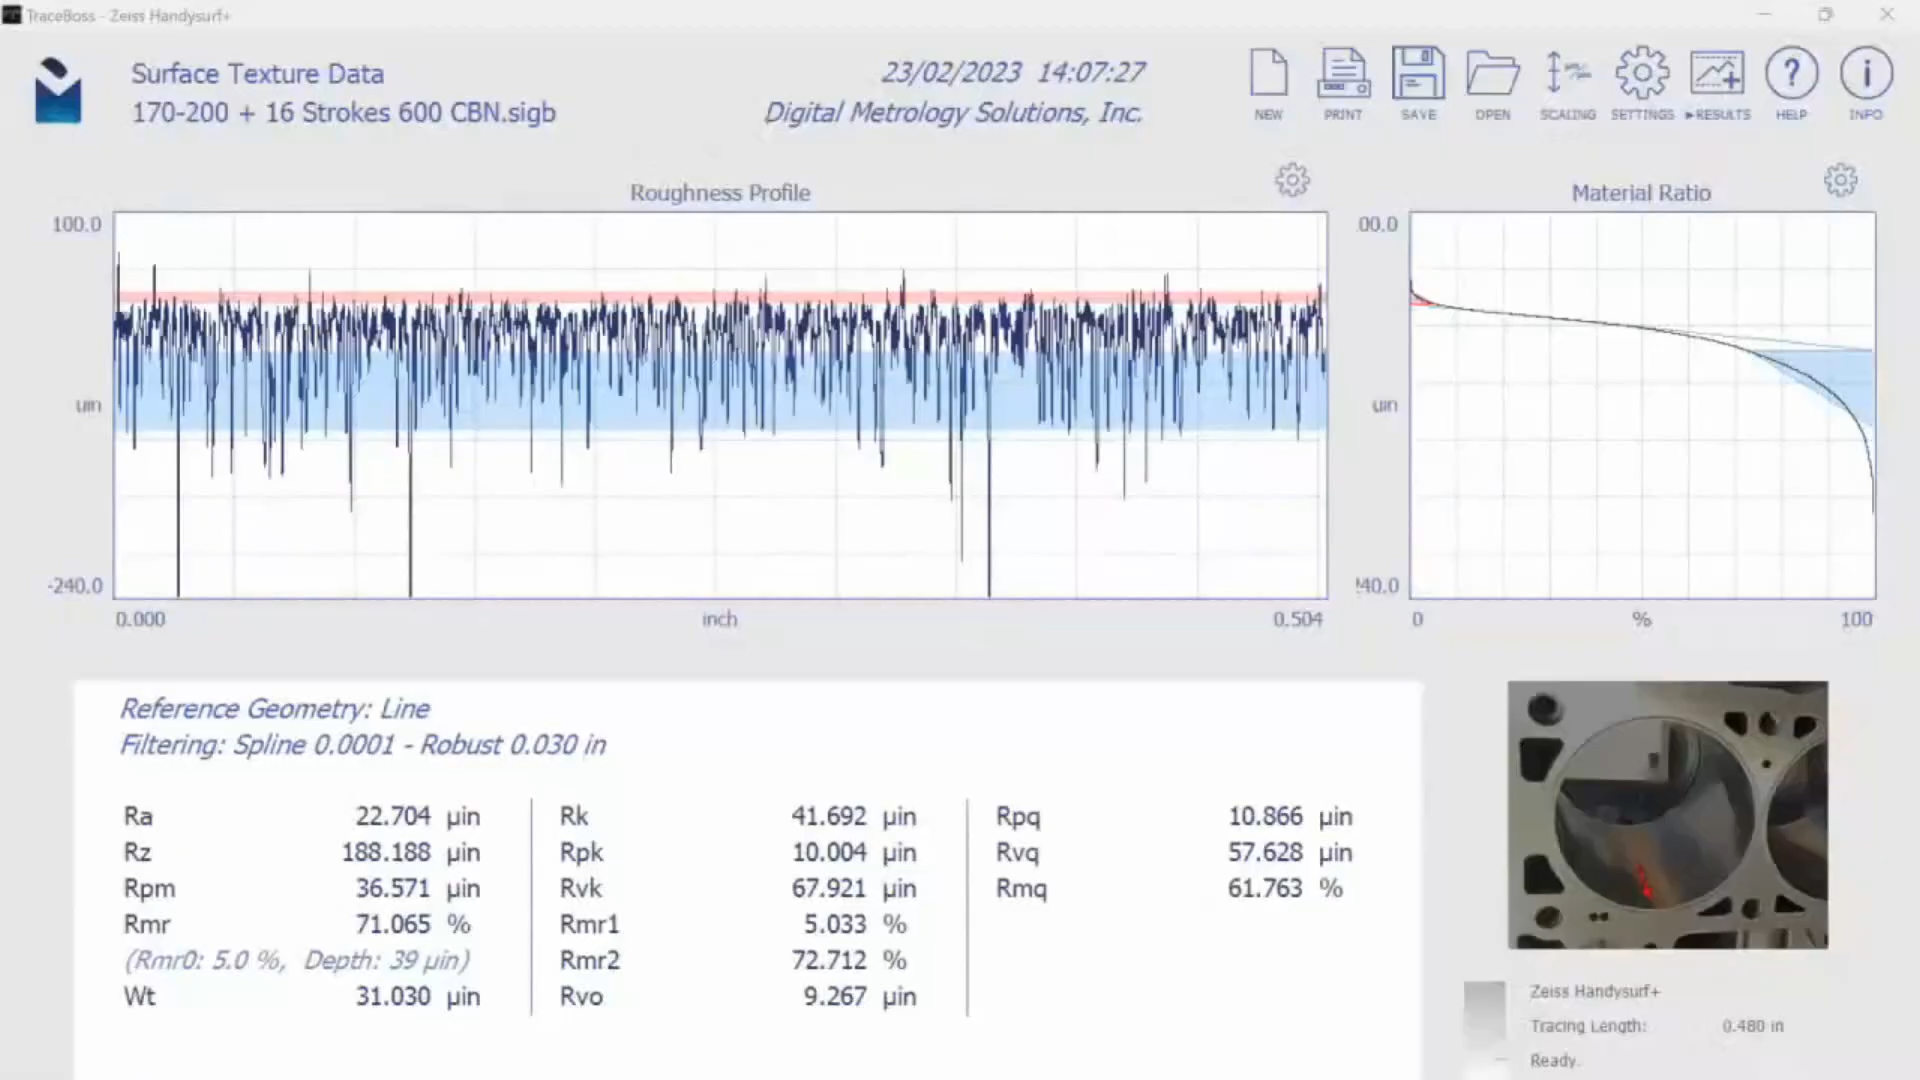 TraceBoss - Zeiss Handysurf+
Surface Texture Data
170-200 + 16 Strokes 600 CBN.sigb
23/02/2023 14:07:27
Digital Metrology Solutions, Inc.
NEW PRINT SAVE OPEN SCALING SETTINGS ►RESULTS HELP INFO
Roughness Profile
100.0
uin
-240.0
0.000 inch 0.504
Material Ratio
00.0
uin
40.0
0 % 100
Reference Geometry: Line
Filtering: Spline 0.0001 - Robust 0.030 in
Ra 22.704 µin
Rz 188.188 µin
Rpm 36.571 µin
Rmr 71.065 %
(Rmr0: 5.0 %, Depth: 39 µin)
Wt 31.030 µin
Rk 41.692 µin
Rpk 10.004 µin
Rvk 67.921 µin
Rmr1 5.033 %
Rmr2 72.712 %
Rvo 9.267 µin
Rpq 10.866 µin
Rvq 57.628 µin
Rmq 61.763 %
Zeiss Handysurf+
Tracing Length: 0.480 in
Ready.